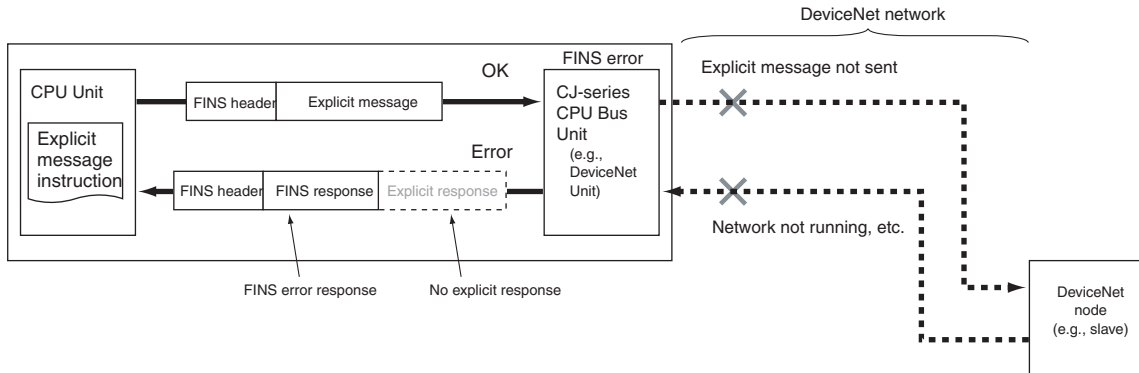 DeviceNet network
FINS error
OK
Explicit message not sent
CPU Unit
FINS header
Explicit message
CJ-series
CPU Bus
Unit
(e.g.,
DeviceNet
Unit)
Explicit
message
instruction
Error
FINS header
FINS response
Explicit response
Network not running, etc.
FINS error response
No explicit response
DeviceNet
node
(e.g., slave)